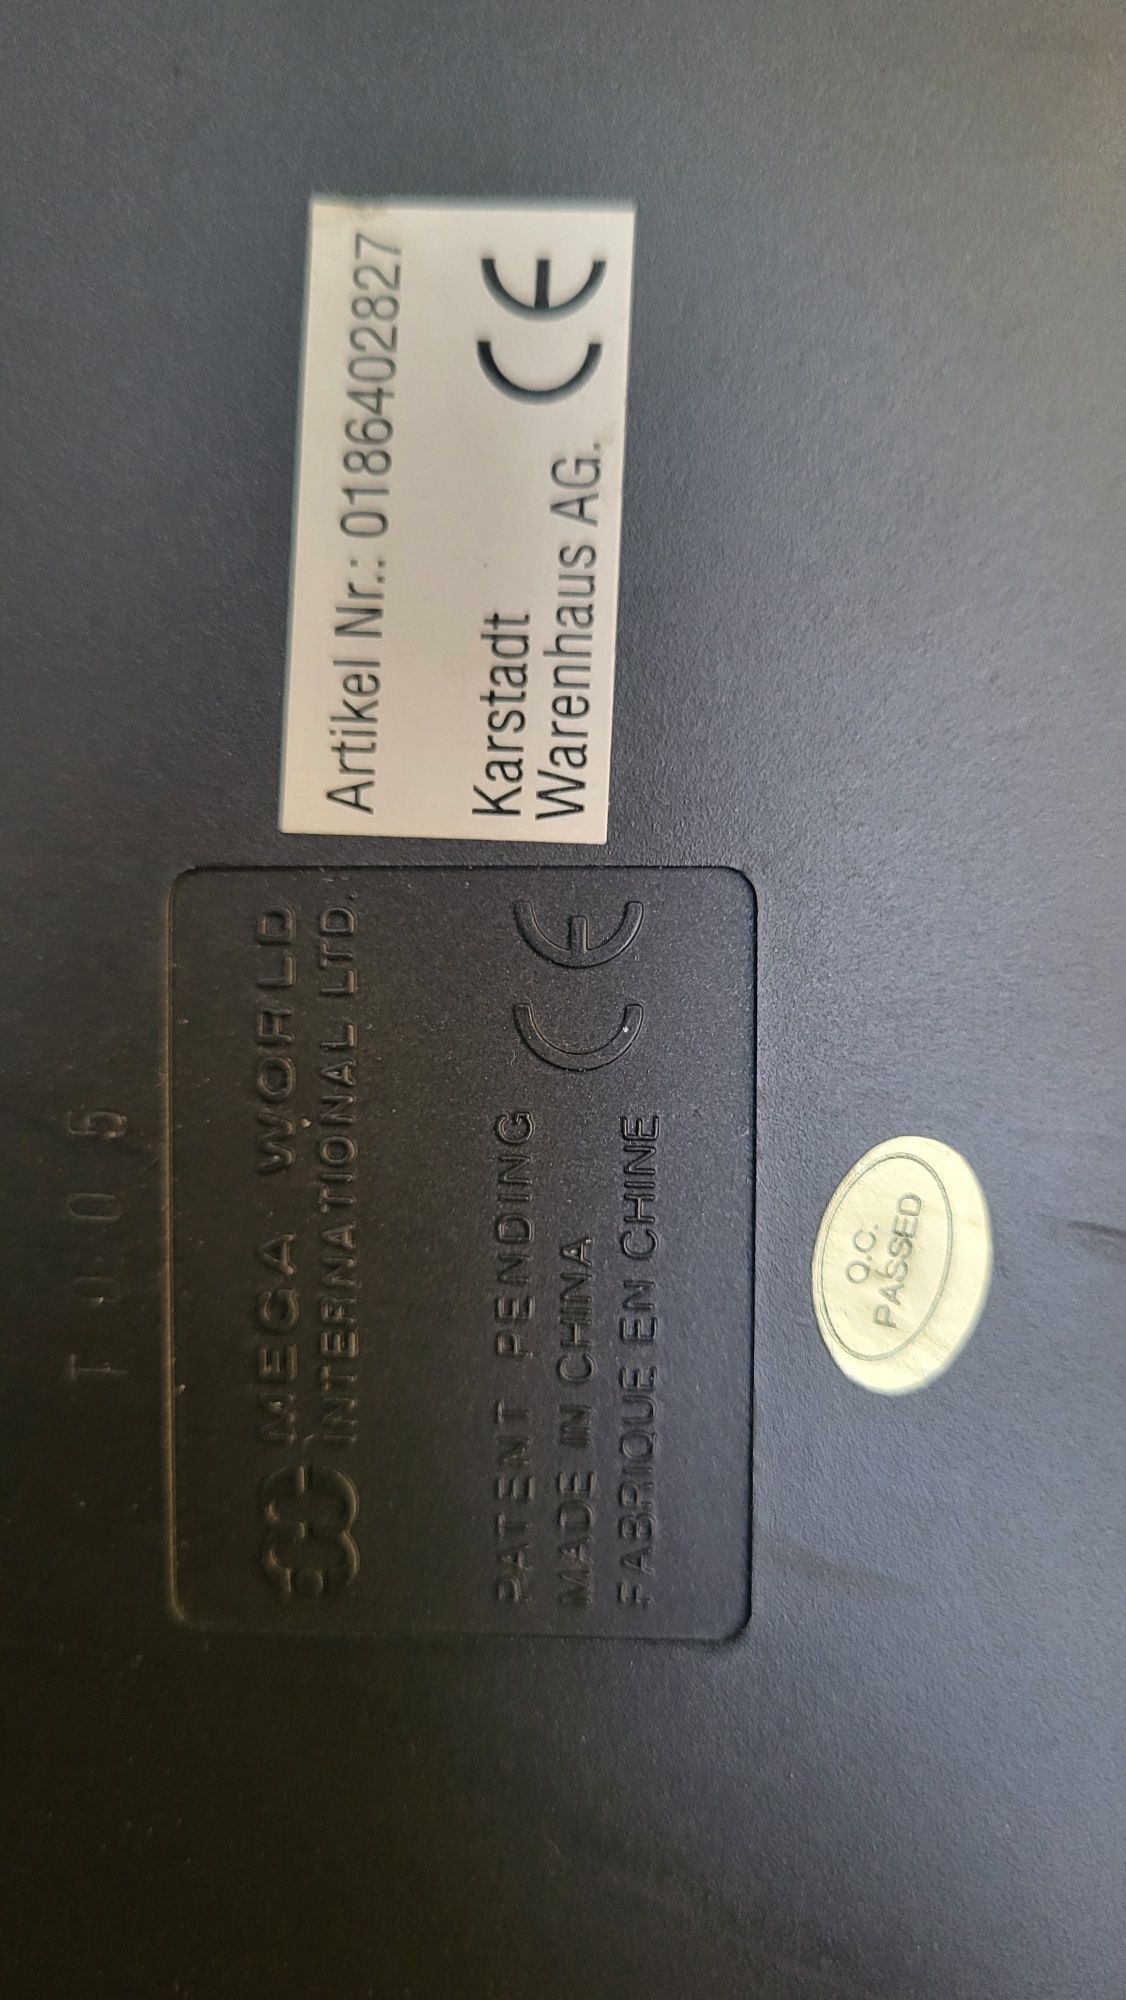 Artikel Nr.: 0186402827
Karstadt
Warenhaus AG.
CE
T005
MEGA WORLD
INTERNATIONAL LTD.
PATENT PENDING
MADE IN CHINA
FABRIQUE EN CHINE
CE
Q.C.
PASSED